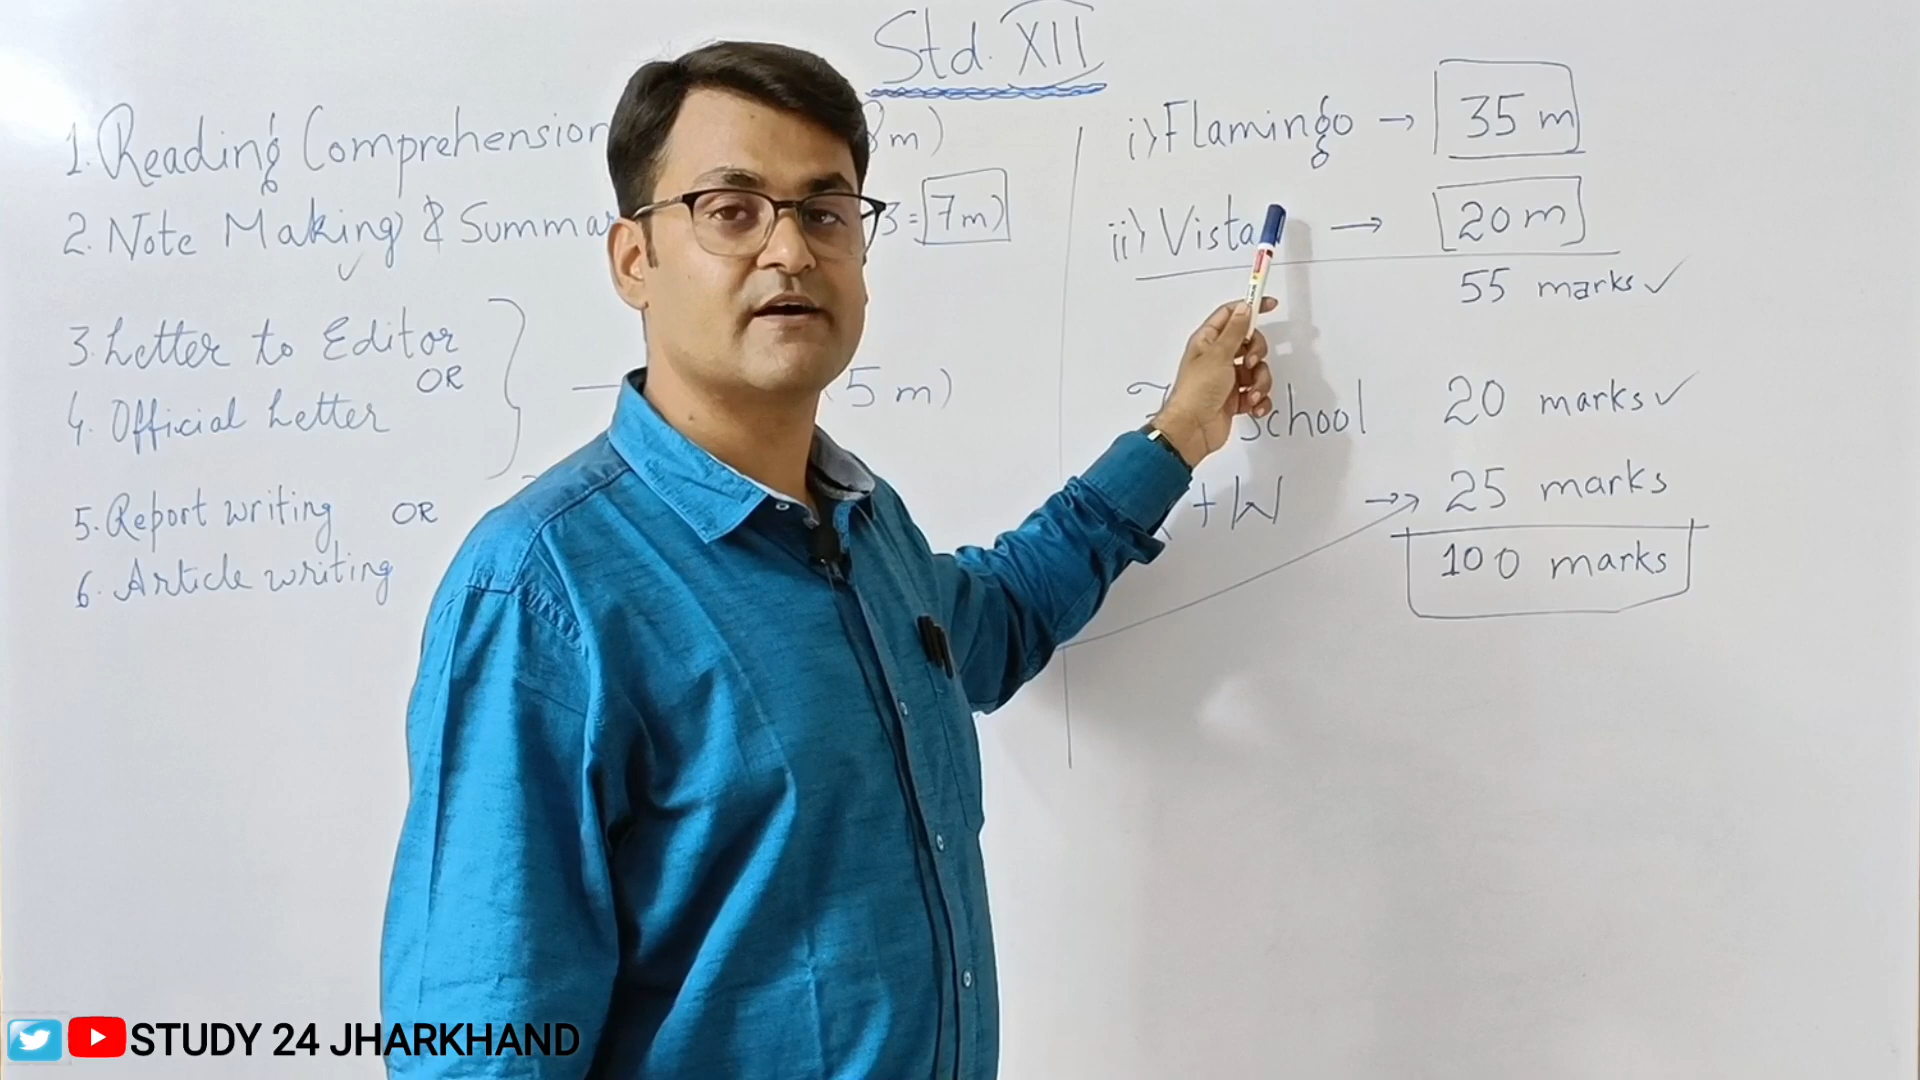 Std. XII
1. Reading Comprehension 8m)
2. Note Making & Summar 3 = 7m)
3. Letter to Editor
OR
4. Official Letter
(5 m)
5. Report writing OR
6. Article writing
i) Flamingo → 35 m
ii) Vista → 20 m
55 marks ✓
school 20 marks ✓
+ W → 25 marks
100 marks
STUDY 24 JHARKHAND